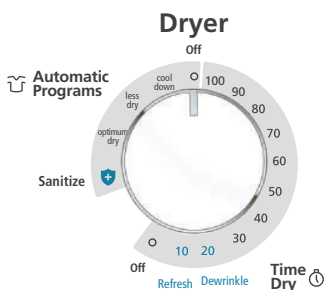 Dryer
Off
Automatic
Programs
cool
down
less
dry
optimum
dry
Sanitize
100
90
80
70
60
50
40
30
20
10
Off
Refresh
Dewrinkle
Time
Dry